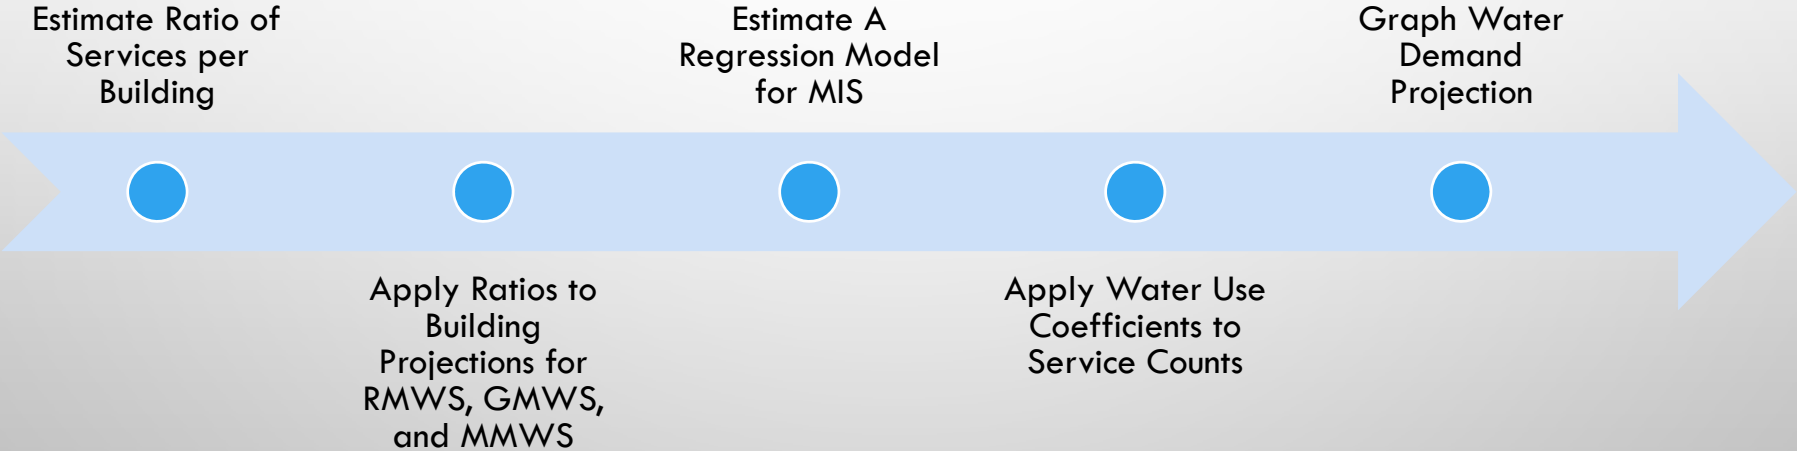 Estimate Ratio of
Services per
Building
Apply Ratios to
Building
Projections for
RMWS, GMWS,
and MMWS
Estimate A
Regression Model
for MIS
Apply Water Use
Coefficients to
Service Counts
Graph Water
Demand
Projection